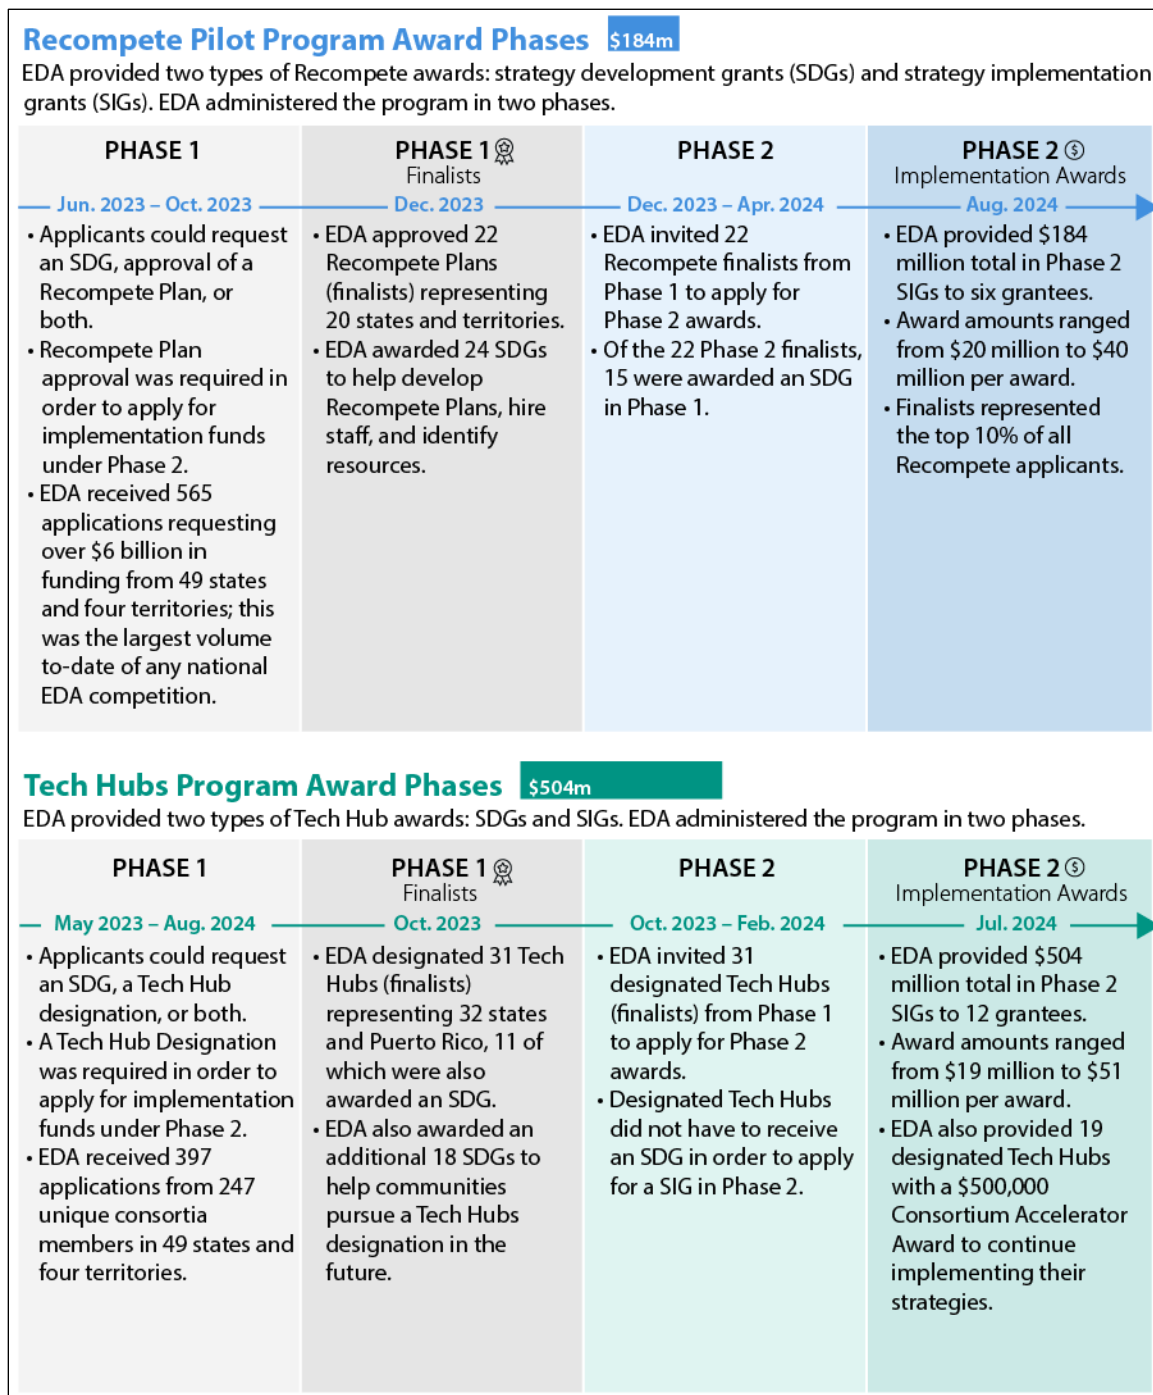 Recompete Pilot Program Award Phases $184m
EDA provided two types of Recompete awards: strategy development grants (SDGs) and strategy implementation
grants (SIGs). EDA administered the program in two phases.
PHASE 1
Jun. 2023 – Oct. 2023
• Applicants could request
an SDG, approval of a
Recompete Plan, or
both.
• Recompete Plan
approval was required in
order to apply for
implementation funds
under Phase 2.
• EDA received 565
applications requesting
over $6 billion in
funding from 49 states
and four territories; this
was the largest volume
to-date of any national
EDA competition.
PHASE 1
Finalists
Dec. 2023
• EDA approved 22
Recompete Plans
(finalists) representing
20 states and territories.
• EDA awarded 24 SDGs
to help develop
Recompete Plans, hire
staff, and identify
resources.
PHASE 2
Dec. 2023 – Apr. 2024
• EDA invited 22
Recompete finalists from
Phase 1 to apply for
Phase 2 awards.
• Of the 22 Phase 2 finalists,
15 were awarded an SDG
in Phase 1.
PHASE 2 $
Implementation Awards
Aug. 2024
• EDA provided $184
million total in Phase 2
SIGs to six grantees.
• Award amounts ranged
from $20 million to $40
million per award.
• Finalists represented
the top 10% of all
Recompete applicants.
Tech Hubs Program Award Phases $504m
EDA provided two types of Tech Hub awards: SDGs and SIGs. EDA administered the program in two phases.
PHASE 1
May 2023 – Aug. 2024
• Applicants could request
an SDG, a Tech Hub
designation, or both.
• A Tech Hub Designation
was required in order to
apply for implementation
funds under Phase 2.
• EDA received 397
applications from 247
unique consortia
members in 49 states and
four territories.
PHASE 1
Finalists
Oct. 2023
• EDA designated 31 Tech
Hubs (finalists)
representing 32 states
and Puerto Rico, 11 of
which were also
awarded an SDG.
• EDA also awarded an
additional 18 SDGs to
help communities
pursue a Tech Hubs
designation in the
future.
PHASE 2
Oct. 2023 – Feb. 2024
• EDA invited 31
designated Tech Hubs
(finalists) from Phase 1
to apply for Phase 2
awards.
• Designated Tech Hubs
did not have to receive
an SDG in order to apply
for a SIG in Phase 2.
PHASE 2 $
Implementation Awards
Jul. 2024
• EDA provided $504
million total in Phase 2
SIGs to 12 grantees.
• Award amounts ranged
from $19 million to $51
million per award.
• EDA also provided 19
designated Tech Hubs
with a $500,000
Consortium Accelerator
Award to continue
implementing their
strategies.